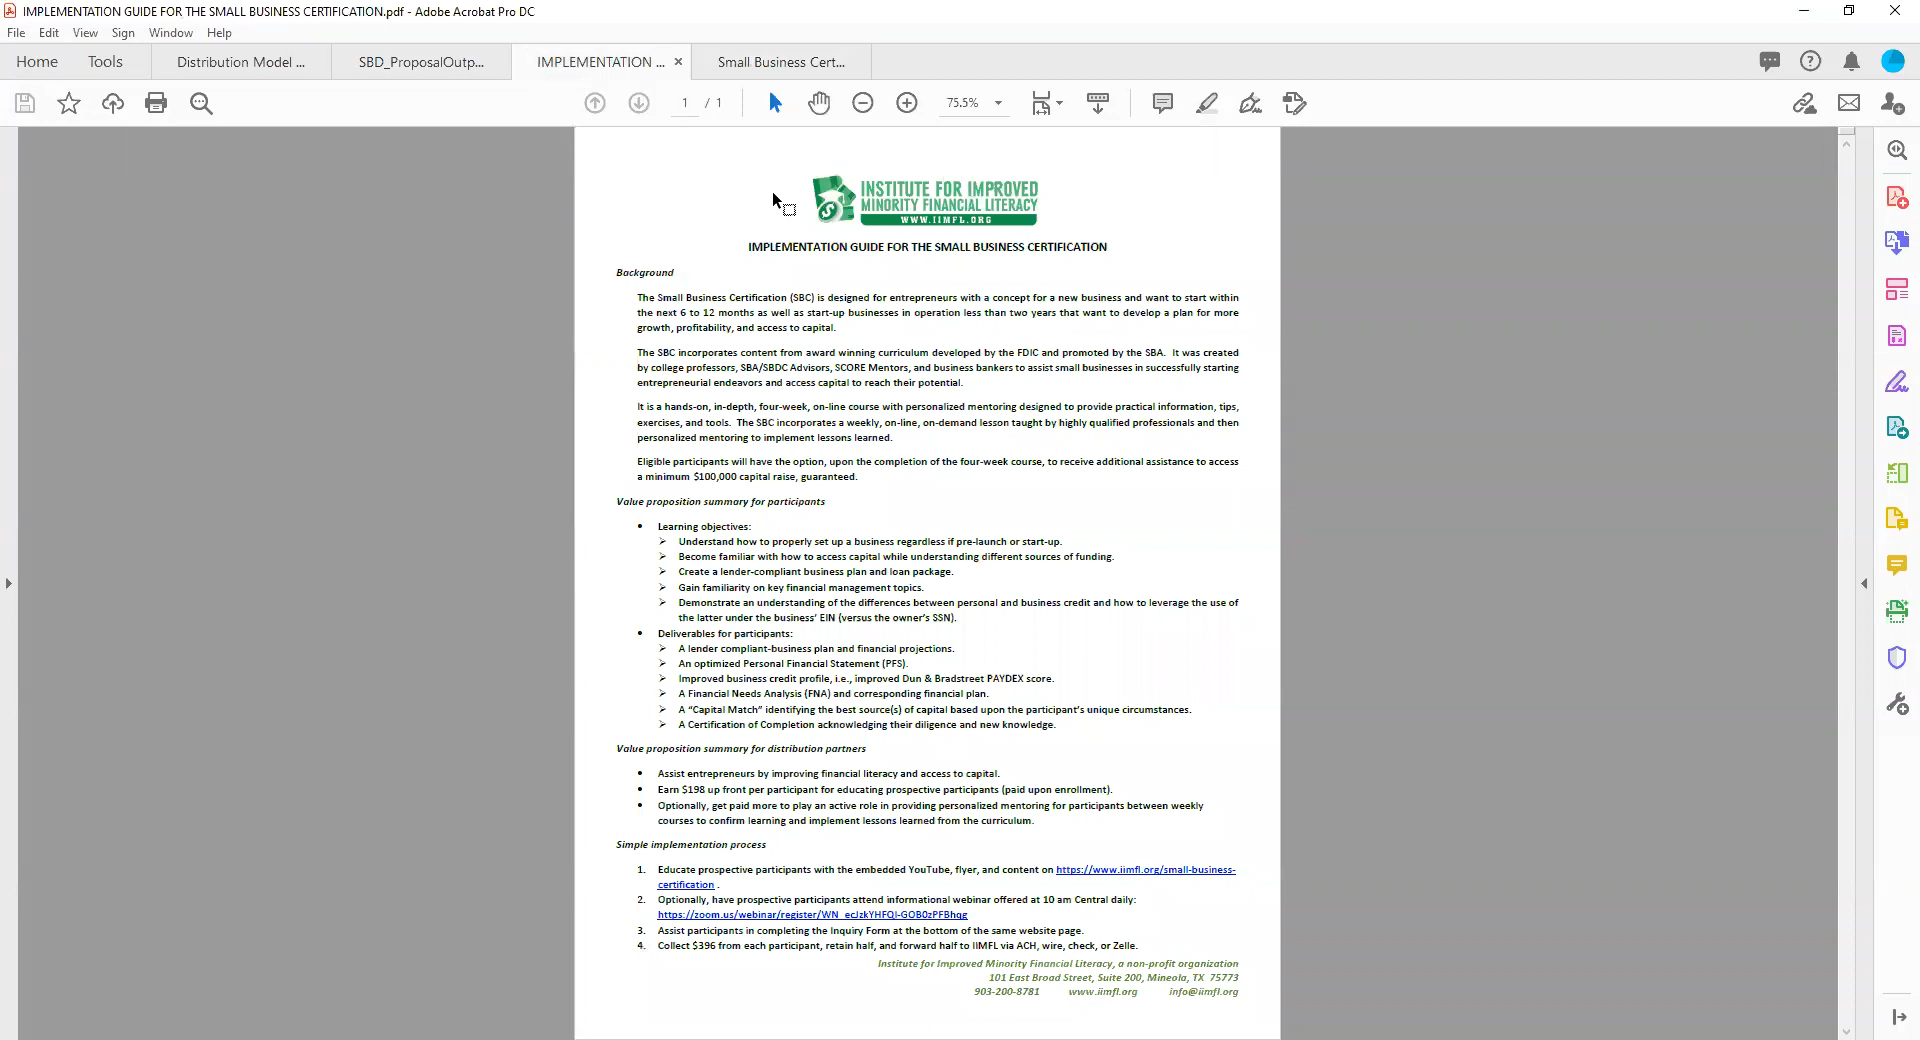 IMPLEMENTATION GUIDE FOR THE SMALL BUSINESS CERTIFICATION.pdf - Adobe Acrobat Pro DC
File Edit View Sign Window Help
Home Tools Distribution Model ... SBD_ProposalOutp... IMPLEMENTATION ... Small Business Cert...
1 / 1 75.5%
INSTITUTE FOR IMPROVED
MINORITY FINANCIAL LITERACY
WWW.IIMFL.ORG
IMPLEMENTATION GUIDE FOR THE SMALL BUSINESS CERTIFICATION
Background
The Small Business Certification (SBC) is designed for entrepreneurs with a concept for a new business and want to start within
the next 6 to 12 months as well as start-up businesses in operation less than two years that want to develop a plan for more
growth, profitability, and access to capital.
The SBC incorporates content from award winning curriculum developed by the FDIC and promoted by the SBA. It was created
by college professors, SBA/SBDC Advisors, SCORE Mentors, and business bankers to assist small businesses in successfully starting
entrepreneurial endeavors and access capital to reach their potential.
It is a hands-on, in-depth, four-week, on-line course with personalized mentoring designed to provide practical information, tips,
exercises, and tools. The SBC incorporates a weekly, on-line, on-demand lesson taught by highly qualified professionals and then
personalized mentoring to implement lessons learned.
Eligible participants will have the option, upon the completion of the four-week course, to receive additional assistance to access
a minimum $100,000 capital raise, guaranteed.
Value proposition summary for participants
• Learning objectives:
➢ Understand how to properly set up a business regardless if pre-launch or start-up.
➢ Become familiar with how to access capital while understanding different sources of funding.
➢ Create a lender-compliant business plan and loan package.
➢ Gain familiarity on key financial management topics.
➢ Demonstrate an understanding of the differences between personal and business credit and how to leverage the use of
the latter under the business' EIN (versus the owner's SSN).
• Deliverables for participants:
➢ A lender compliant-business plan and financial projections.
➢ An optimized Personal Financial Statement (PFS).
➢ Improved business credit profile, i.e., improved Dun & Bradstreet PAYDEX score.
➢ A Financial Needs Analysis (FNA) and corresponding financial plan.
➢ A “Capital Match” identifying the best source(s) of capital based upon the participant's unique circumstances.
➢ A Certification of Completion acknowledging their diligence and new knowledge.
Value proposition summary for distribution partners
• Assist entrepreneurs by improving financial literacy and access to capital.
• Earn $198 up front per participant for educating prospective participants (paid upon enrollment).
• Optionally, get paid more to play an active role in providing personalized mentoring for participants between weekly
courses to confirm learning and implement lessons learned from the curriculum.
Simple implementation process
1. Educate prospective participants with the embedded YouTube, flyer, and content on https://www.iimfl.org/small-business-
certification .
2. Optionally, have prospective participants attend informational webinar offered at 10 am Central daily:
https://zoom.us/webinar/register/WN_ecJzkYHFQI-GOB0zPFBhqg
3. Assist participants in completing the Inquiry Form at the bottom of the same website page.
4. Collect $396 from each participant, retain half, and forward half to IIMFL via ACH, wire, check, or Zelle.
Institute for Improved Minority Financial Literacy, a non-profit organization
101 East Broad Street, Suite 200, Mineola, TX 75773
903-200-8781 www.iimfl.org info@iimfl.org